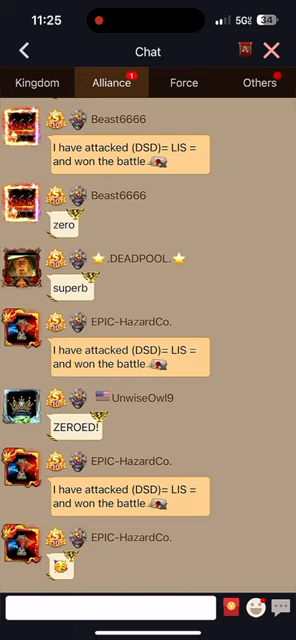 11:25
5G
34
Chat
Kingdom
Alliance
1
Force
Others
Beast6666
I have attacked (DSD)= LIS =
and won the battle
Beast6666
zero
⭐.DEADPOOL.⭐
superb
EPIC-HazardCo.
I have attacked (DSD)= LIS =
and won the battle
🇺🇸UnwiseOwl9
ZEROED!
EPIC-HazardCo.
I have attacked (DSD)= LIS =
and won the battle
EPIC-HazardCo.
🥳